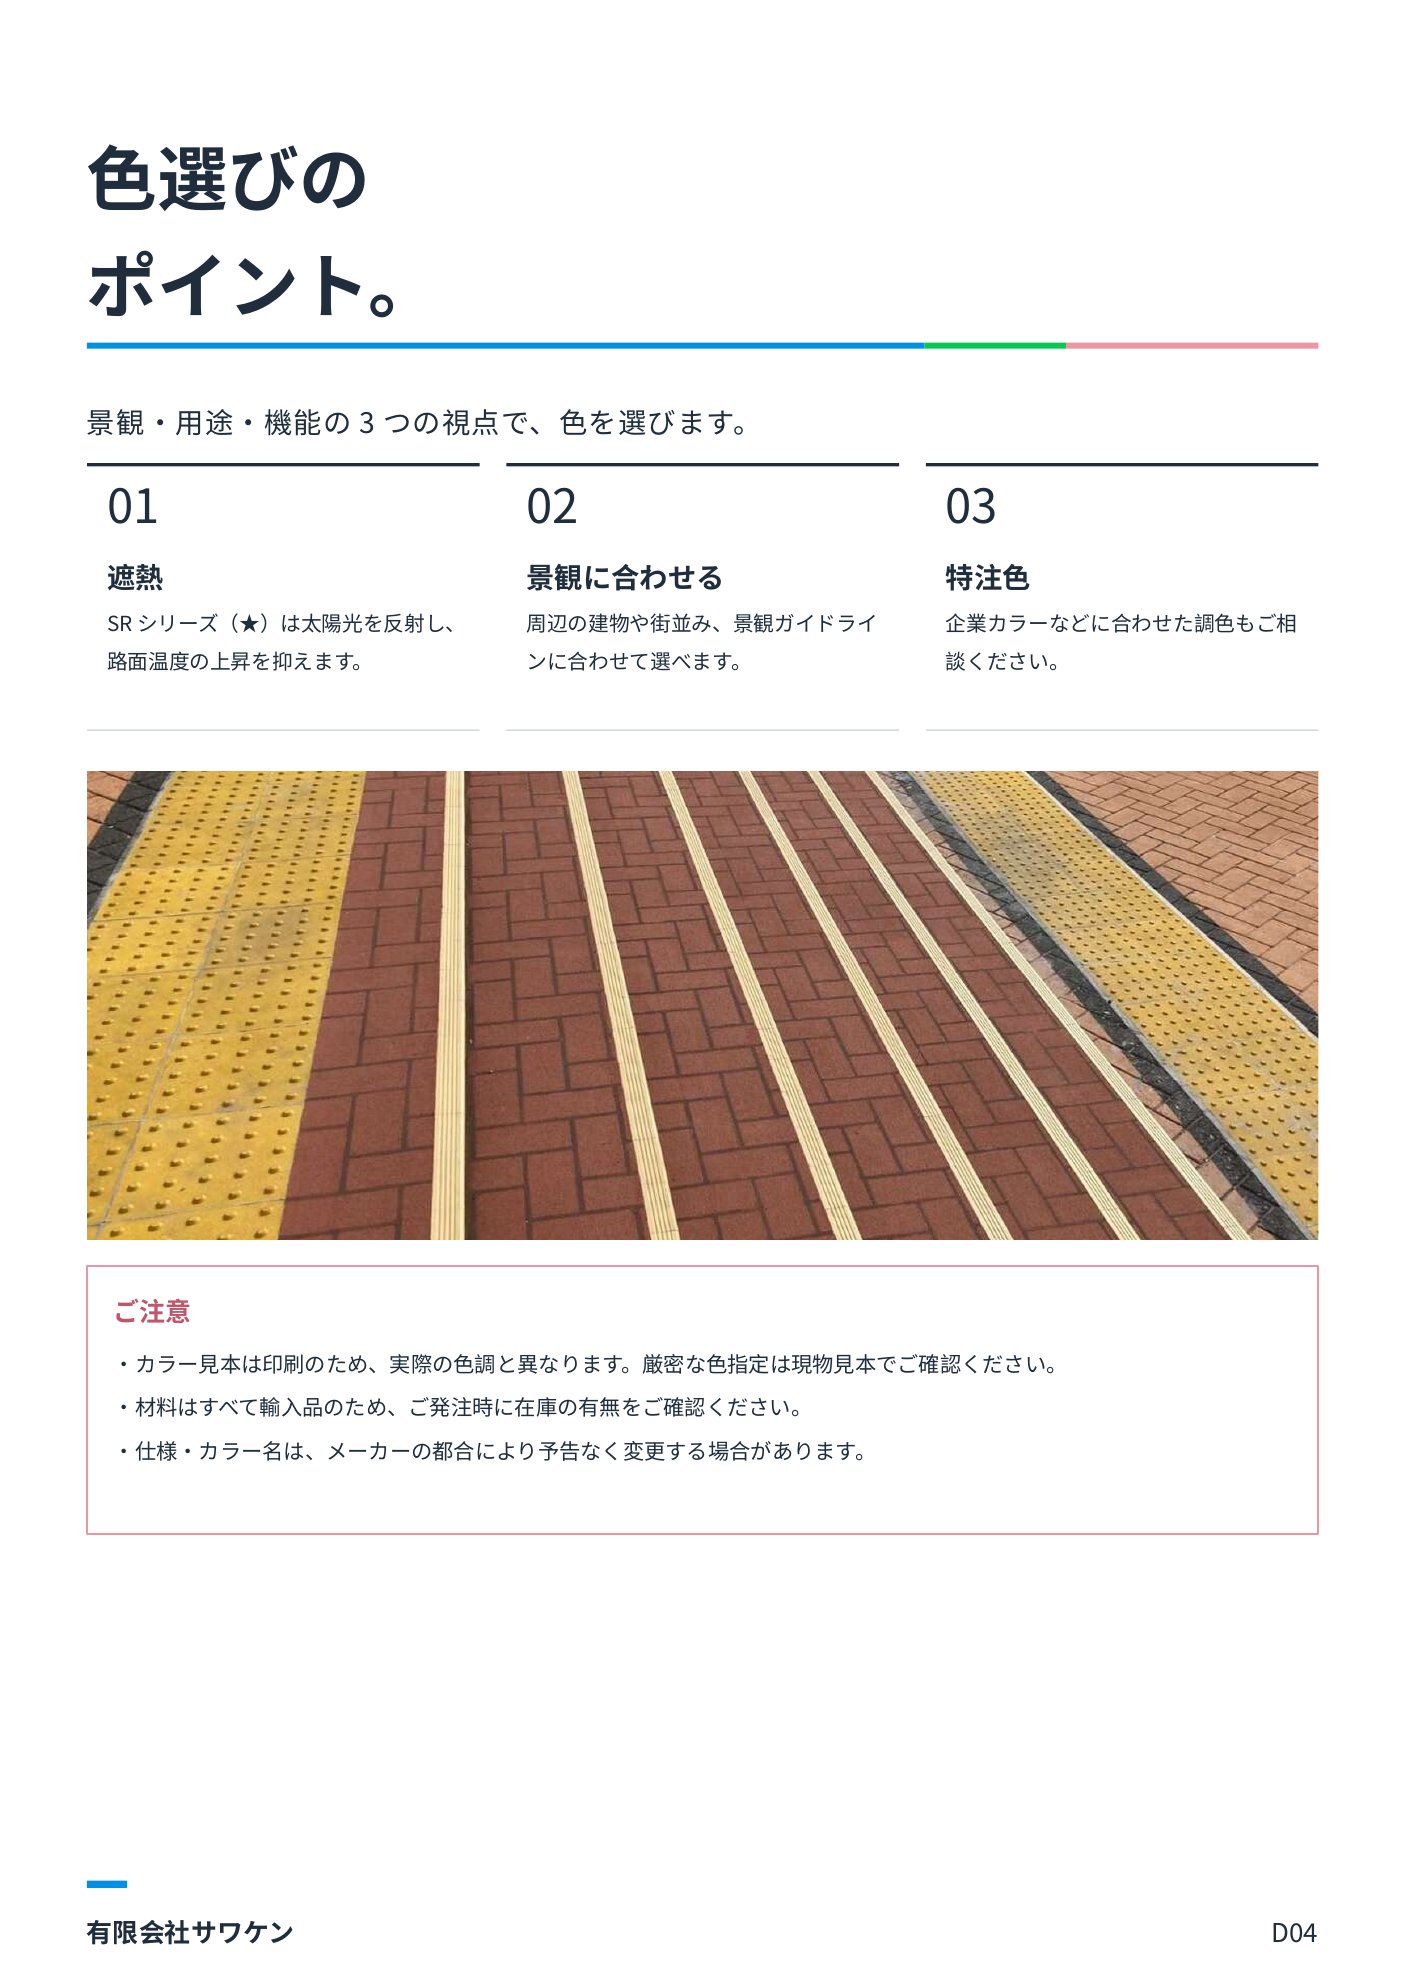 色選びの
ポイント。
景観・用途・機能の 3 つの視点で、色を選びます。
01
遮熱
SR シリーズ（★）は太陽光を反射し、
路面温度の上昇を抑えます。
02
景観に合わせる
周辺の建物や街並み、景観ガイドライ
ンに合わせて選べます。
03
特注色
企業カラーなどに合わせた調色もご相
談ください。
ご注意
・カラー見本は印刷のため、実際の色調と異なります。厳密な色指定は現物見本でご確認ください。
・材料はすべて輸入品のため、ご発注時に在庫の有無をご確認ください。
・仕様・カラー名は、メーカーの都合により予告なく変更する場合があります。
有限会社サワケン
D04